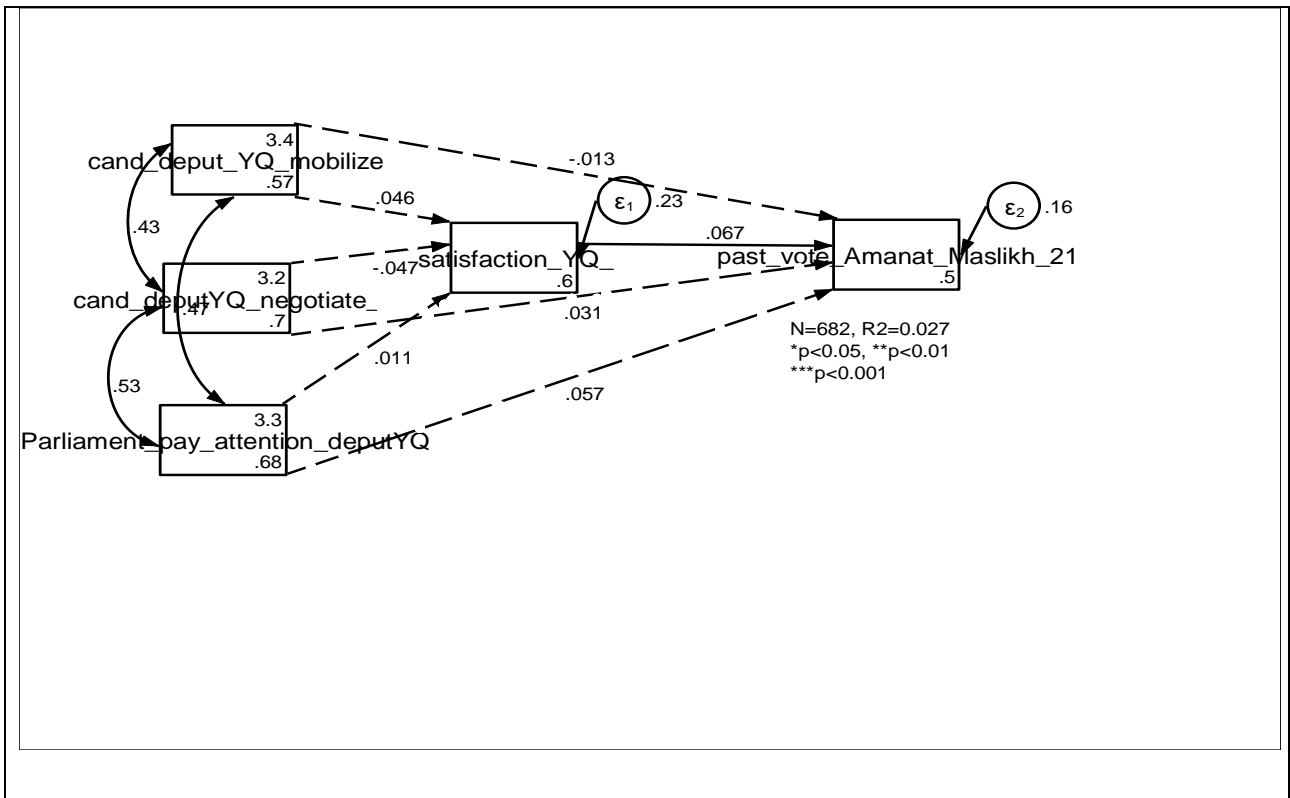 3.4
cand_deput_YQ_mobilize
.57
-.013
.046
ε1
.23
ε2
.16
.43
.067
-.047
satisfaction_YQ_
.6
past_vote_Amanat_Maslikh_21
.5
3.2
cand_deputYQ_negotiate_
.47
.7
.031
N=682, R2=0.027
*p<0.05, **p<0.01
***p<0.001
.011
.53
.057
3.3
Parliament_pay_attention_deputYQ
.68